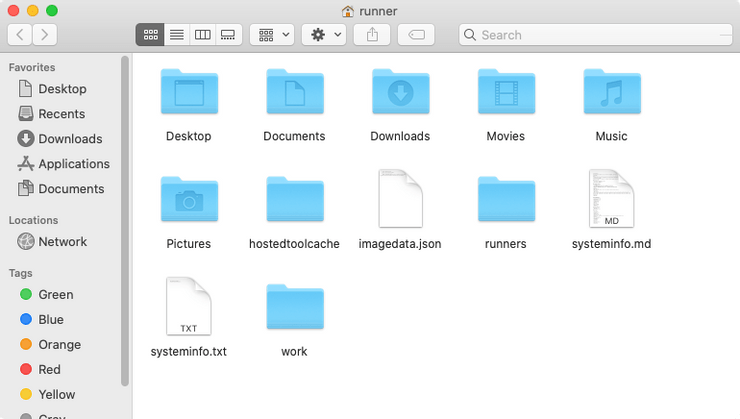 runner
Search
Favorites
Desktop
Recents
Downloads
Applications
Documents
Locations
Network
Tags
Green
Blue
Orange
Red
Yellow
Gray
Desktop Documents Downloads Movies Music
Pictures hostedtoolcache imagedata.json runners systeminfo.md
MD
TXT
systeminfo.txt work